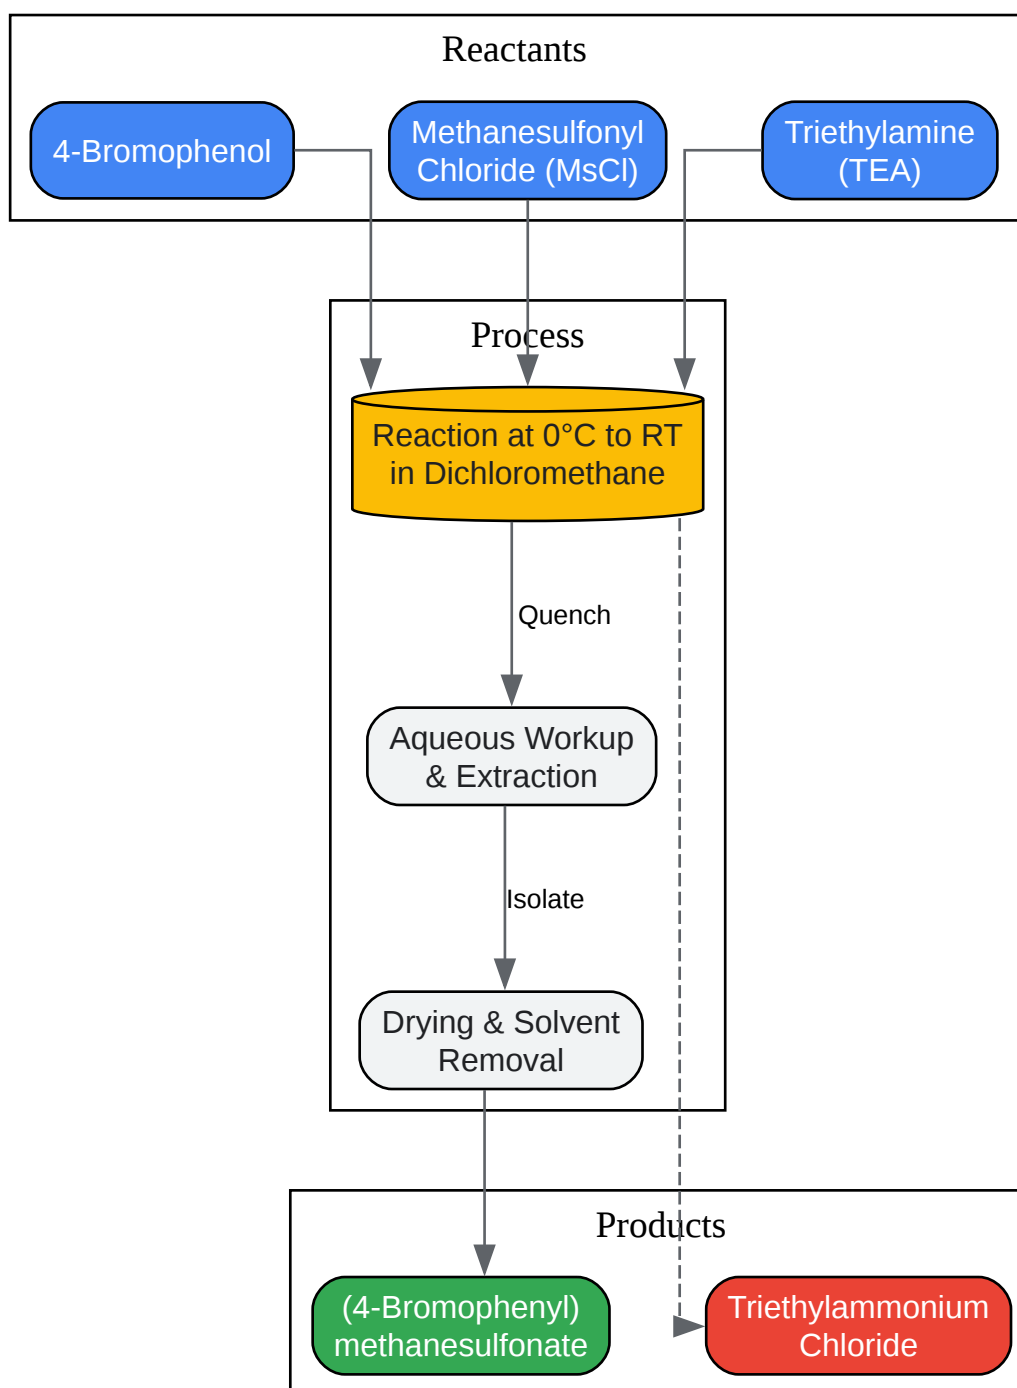 Reactants
4-Bromophenol
Methanesulfonyl
Chloride (MsCl)
Triethylamine
(TEA)
Process
Reaction at 0°C to RT
in Dichloromethane
Quench
Aqueous Workup
& Extraction
Isolate
Drying & Solvent
Removal
Products
(4-Bromophenyl)
methanesulfonate
Triethylammonium
Chloride